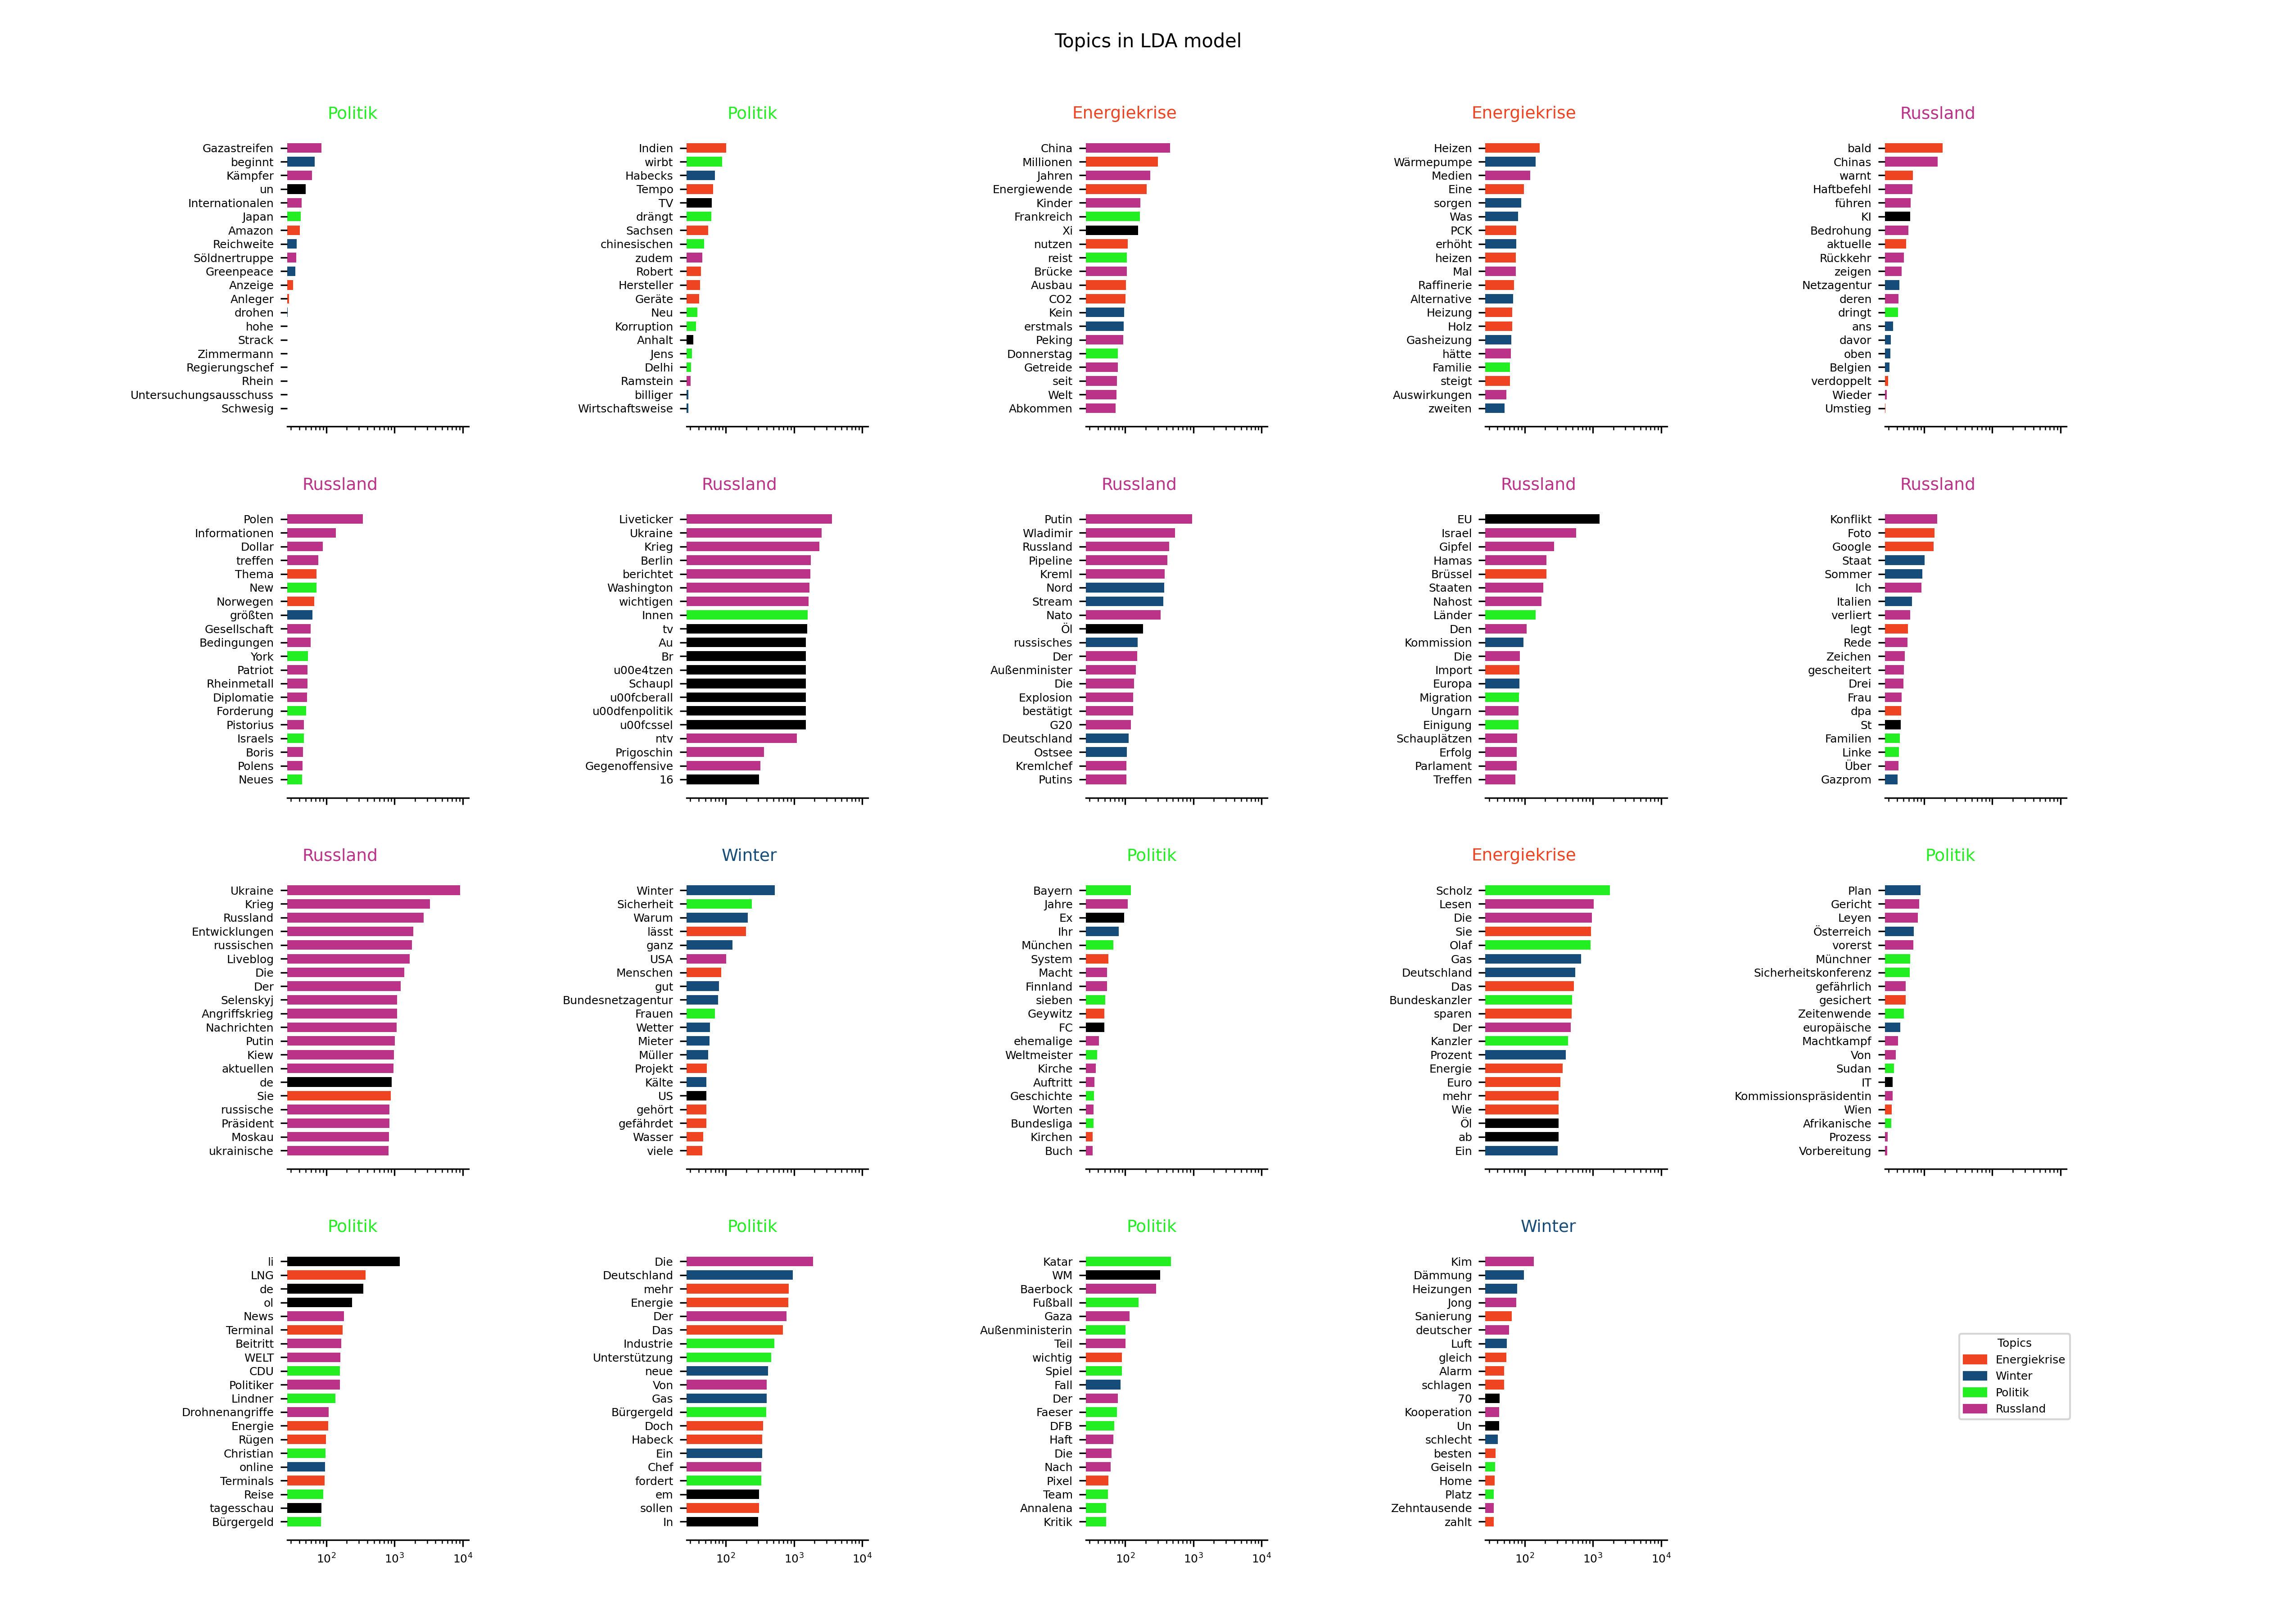 Topics in LDA model
Politik
Gazastreifen
beginnt
Kämpfer
un
Internationalen
Japan
Amazon
Reichweite
Söldnertruppe
Greenpeace
Anzeige
Anleger
drohen
hohe
Strack
Zimmermann
Regierungschef
Rhein
Untersuchungsausschuss
Schwesig
Politik
Indien
wirbt
Habecks
Tempo
TV
drängt
Sachsen
chinesischen
zudem
Robert
Hersteller
Geräte
Neu
Korruption
Anhalt
Jens
Delhi
Ramstein
billiger
Wirtschaftsweise
Energiekrise
China
Millionen
Jahren
Energiewende
Kinder
Frankreich
Xi
nutzen
reist
Brücke
Ausbau
CO2
Kein
erstmals
Peking
Donnerstag
Getreide
seit
Welt
Abkommen
Energiekrise
Heizen
Wärmepumpe
Medien
Eine
sorgen
Was
PCK
erhöht
heizen
Mal
Raffinerie
Alternative
Heizung
Holz
Gasheizung
hätte
Familie
steigt
Auswirkungen
zweiten
Russland
bald
Chinas
warnt
Haftbefehl
führen
KI
Bedrohung
aktuelle
Rückkehr
zeigen
Netzagentur
deren
dringt
ans
davor
oben
Belgien
verdoppelt
Wieder
Umstieg
Russland
Polen
Informationen
Dollar
treffen
Thema
New
Norwegen
größten
Gesellschaft
Bedingungen
York
Patriot
Rheinmetall
Diplomatie
Forderung
Pistorius
Israels
Boris
Polens
Neues
Russland
Liveticker
Ukraine
Krieg
Berlin
berichtet
Washington
wichtigen
Innen
tv
Au
Br
u00e4tzen
Schaupl
u00fcberall
u00dfenpolitik
u00fcssel
ntv
Prigoschin
Gegenoffensive
16
Russland
Putin
Wladimir
Russland
Pipeline
Kreml
Nord
Stream
Nato
Öl
russisches
Der
Außenminister
Die
Explosion
bestätigt
G20
Deutschland
Ostsee
Kremlchef
Putins
Russland
EU
Israel
Gipfel
Hamas
Brüssel
Staaten
Nahost
Länder
Den
Kommission
Die
Import
Europa
Migration
Ungarn
Einigung
Schauplätzen
Erfolg
Parlament
Treffen
Russland
Konflikt
Foto
Google
Staat
Sommer
Ich
Italien
verliert
legt
Rede
Zeichen
gescheitert
Drei
Frau
dpa
St
Familien
Linke
Über
Gazprom
Russland
Ukraine
Krieg
Russland
Entwicklungen
russischen
Liveblog
Die
Der
Selenskyj
Angriffskrieg
Nachrichten
Putin
Kiew
aktuellen
de
Sie
russische
Präsident
Moskau
ukrainische
Winter
Winter
Sicherheit
Warum
lässt
ganz
USA
Menschen
gut
Bundesnetzagentur
Frauen
Wetter
Mieter
Müller
Projekt
Kälte
US
gehört
gefährdet
Wasser
viele
Politik
Bayern
Jahre
Ex
Ihr
München
System
Macht
Finnland
sieben
Geywitz
FC
ehemalige
Weltmeister
Kirche
Auftritt
Geschichte
Worten
Bundesliga
Kirchen
Buch
Energiekrise
Scholz
Lesen
Die
Sie
Olaf
Gas
Deutschland
Das
Bundeskanzler
sparen
Der
Kanzler
Prozent
Energie
Euro
mehr
Wie
Öl
ab
Ein
Politik
Plan
Gericht
Leyen
Österreich
vorerst
Münchner
Sicherheitskonferenz
gefährlich
gesichert
Zeitenwende
europäische
Machtkampf
Von
Sudan
IT
Kommissionspräsidentin
Wien
Afrikanische
Prozess
Vorbereitung
Politik
li
LNG
de
ol
News
Terminal
Beitritt
WELT
CDU
Politiker
Lindner
Drohnenangriffe
Energie
Rügen
Christian
online
Terminals
Reise
tagesschau
Bürgergeld
10² 10³ 10⁴
Politik
Die
Deutschland
mehr
Energie
Der
Das
Industrie
Unterstützung
neue
Von
Gas
Bürgergeld
Doch
Habeck
Ein
Chef
fordert
em
sollen
In
10² 10³ 10⁴
Politik
Katar
WM
Baerbock
Fußball
Gaza
Außenministerin
Teil
wichtig
Spiel
Fall
Der
Faeser
DFB
Haft
Die
Nach
Pixel
Team
Annalena
Kritik
10² 10³ 10⁴
Winter
Kim
Dämmung
Heizungen
Jong
Sanierung
deutscher
Luft
gleich
Alarm
schlagen
70
Kooperation
Un
schlecht
besten
Geiseln
Home
Platz
Zehntausende
zahlt
10² 10³ 10⁴
Topics
Energiekrise
Winter
Politik
Russland